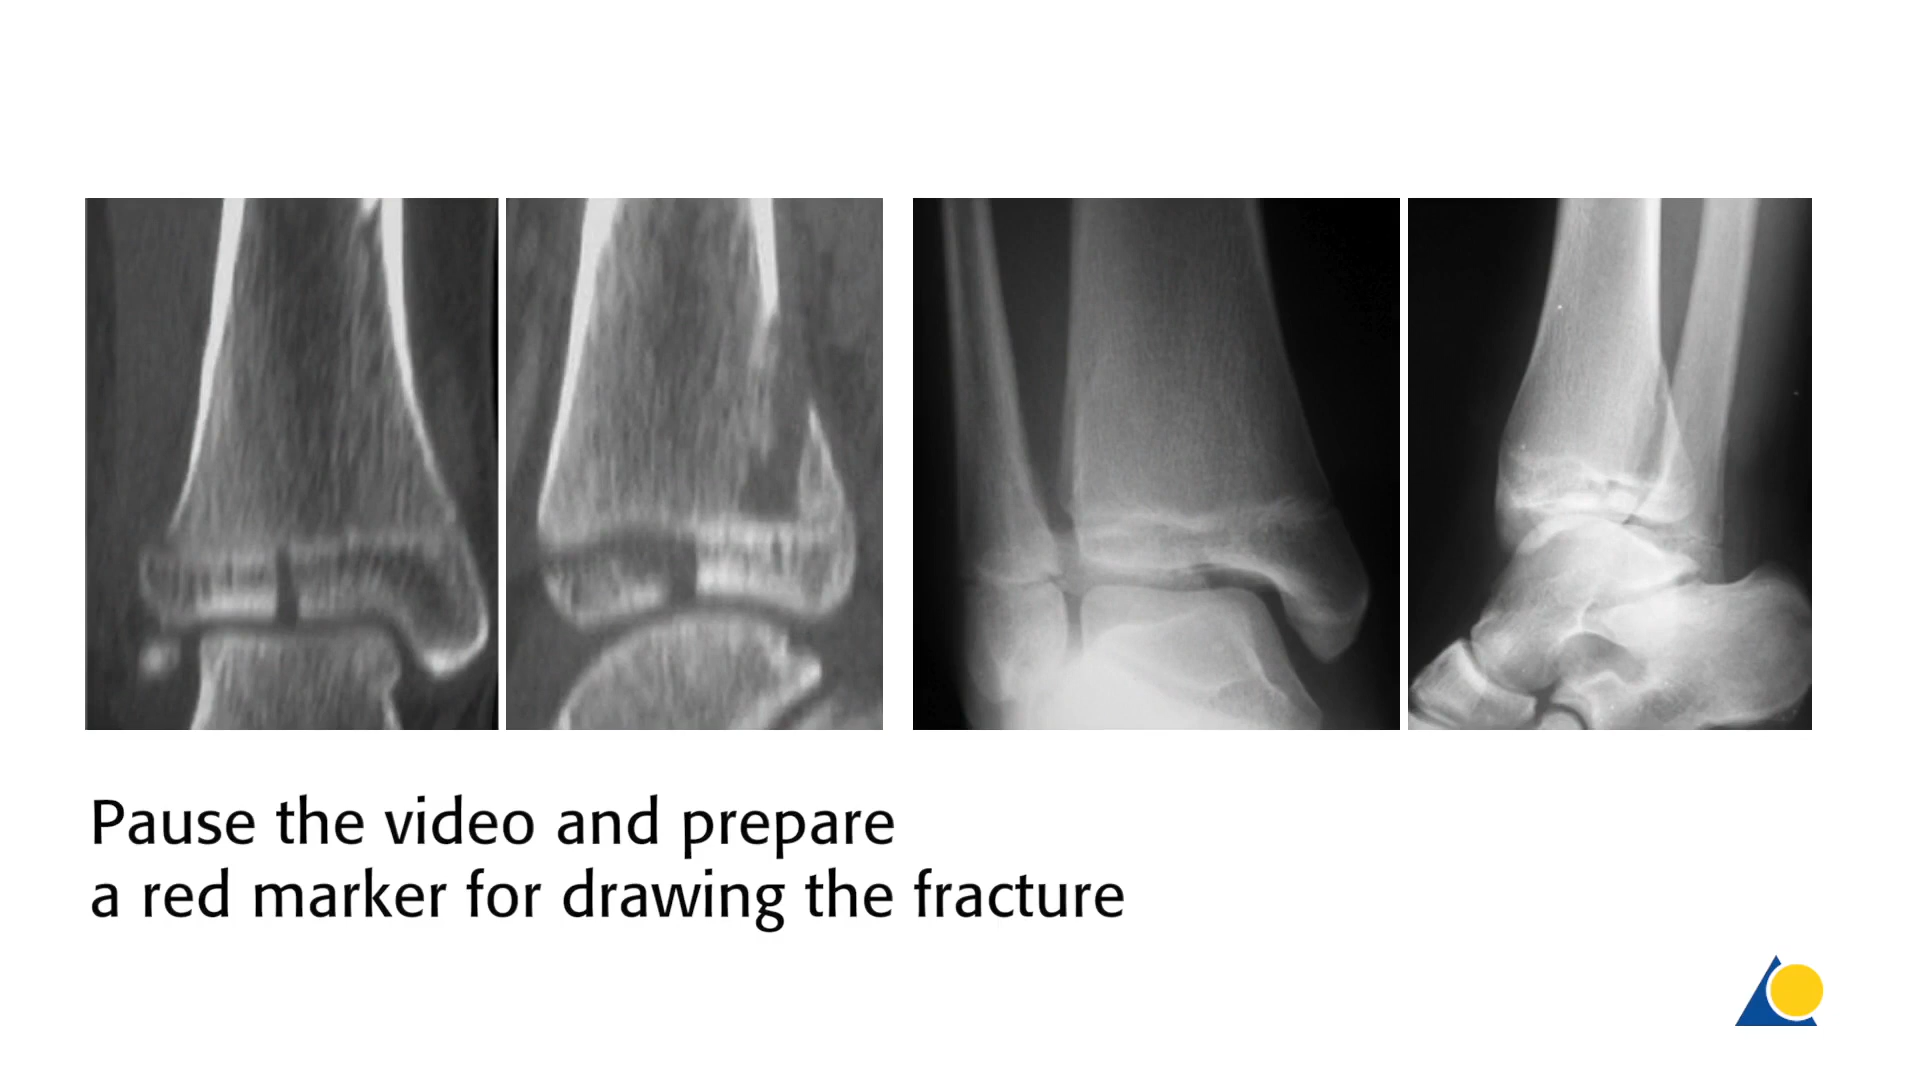 Pause the video and prepare
a red marker for drawing the fracture